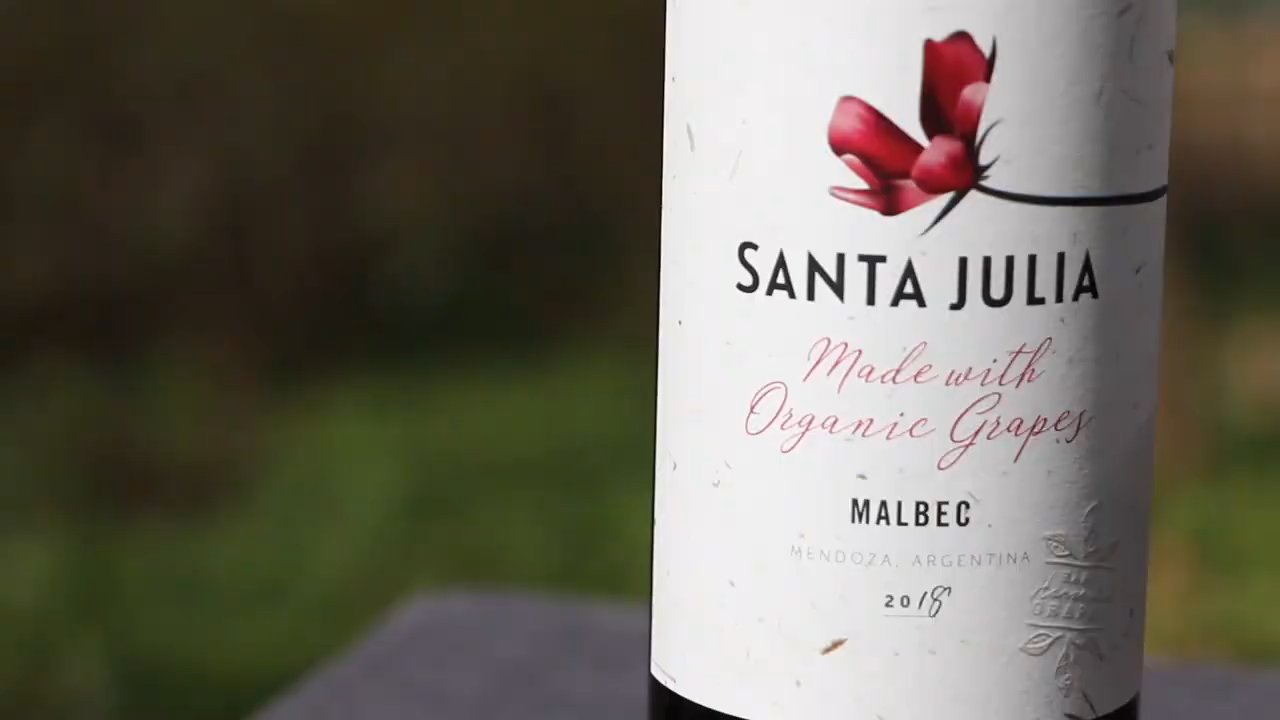 SANTA JULIA
Made with
Organic Grapes
MALBEC
MENDOZA, ARGENTINA
2018